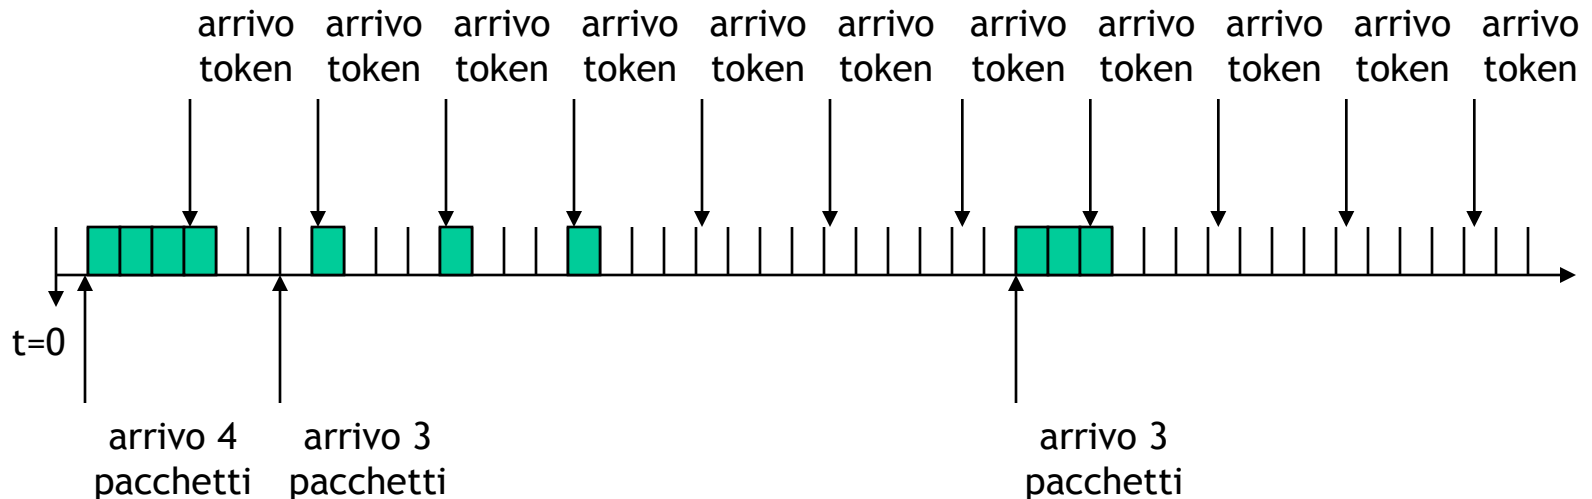 arrivo arrivo arrivo arrivo arrivo arrivo arrivo arrivo arrivo arrivo arrivo
token token token token token token token token token token token
t=0
arrivo 4 arrivo 3 arrivo 3
pacchetti pacchetti pacchetti